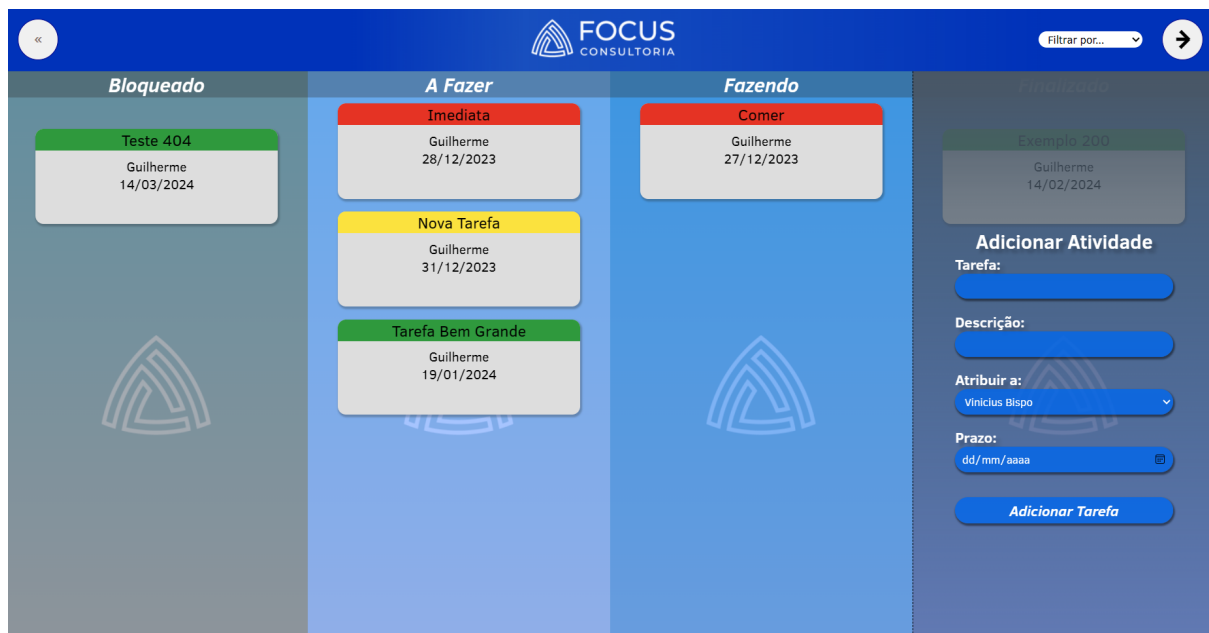 «
FOCUS
CONSULTORIA
Filtrar por...
Bloqueado
Teste 404
Guilherme
14/03/2024
A Fazer
Imediata
Guilherme
28/12/2023
Nova Tarefa
Guilherme
31/12/2023
Tarefa Bem Grande
Guilherme
19/01/2024
Fazendo
Comer
Guilherme
27/12/2023
Finalizado
Exemplo 200
Guilherme
14/02/2024
Adicionar Atividade
Tarefa:
Descrição:
Atribuir a:
Vinicius Bispo
Prazo:
dd/mm/aaaa
Adicionar Tarefa